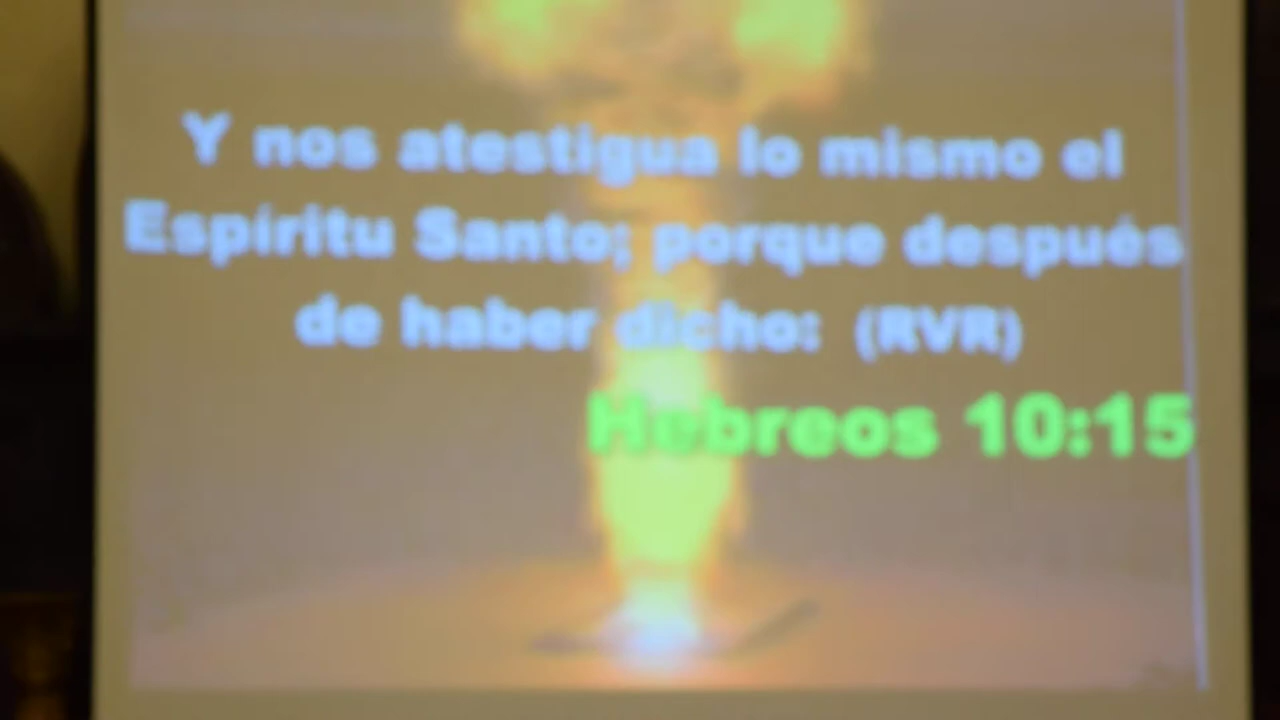 Y nos atestigua lo mismo el
Espíritu Santo; porque después
de haber dicho: (RVR)
Hebreos 10:15